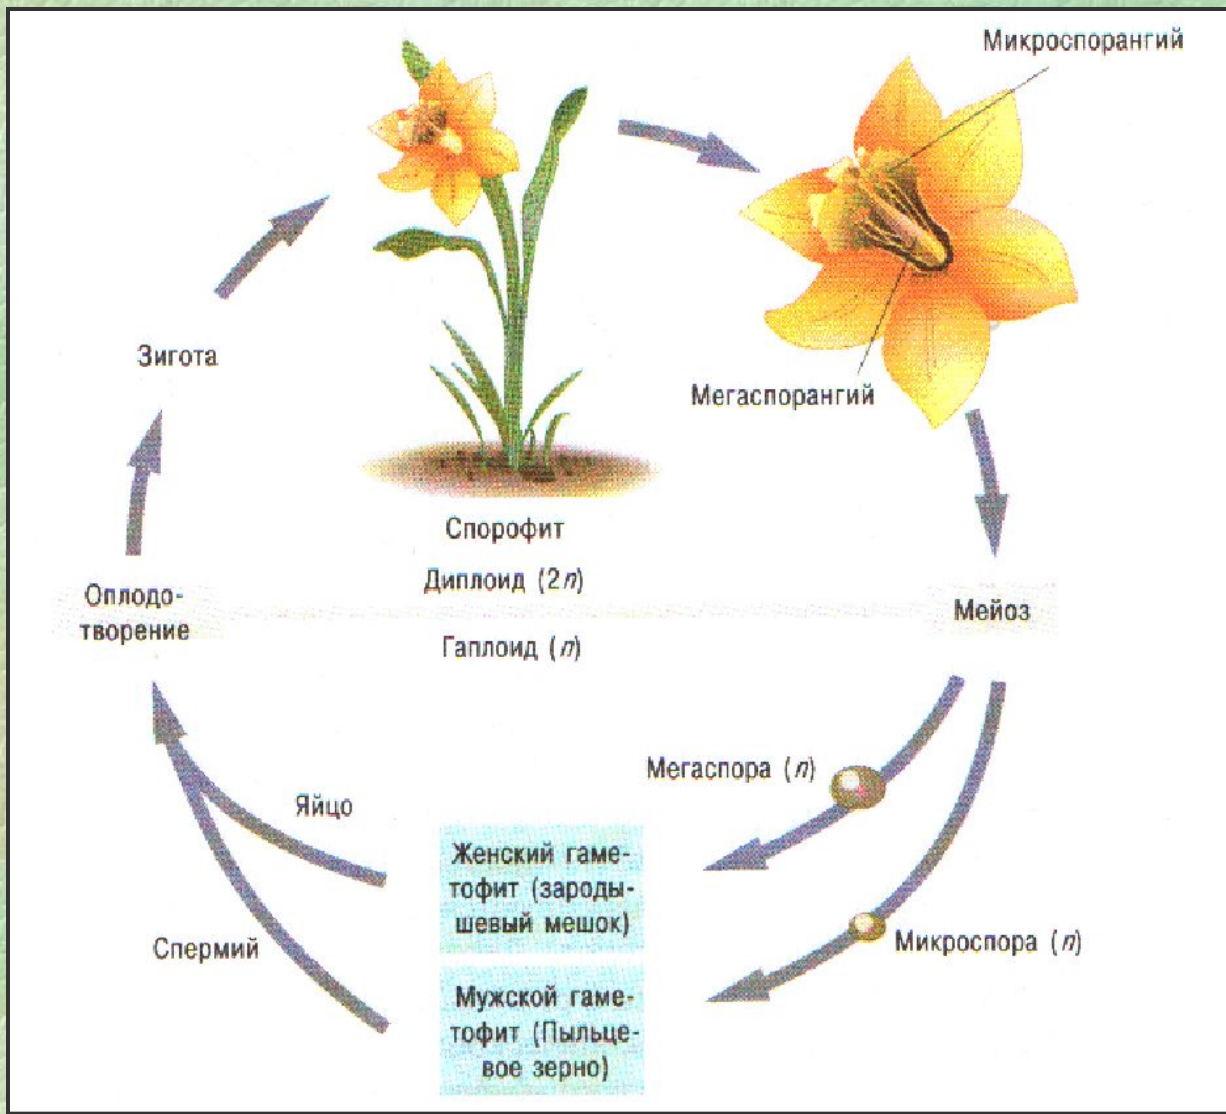 Микроспорангий
Зигота
Мегаспорангий
Спорофит
Диплоид (2n)
Оплодо-
творение
Мейоз
Гаплоид (n)
Мегаспора (n)
Яйцо
Женский гаме-
тофит (зароды-
шевый мешок)
Спермий
Микроспора (n)
Мужской гаме-
тофит (Пыльце-
вое зерно)